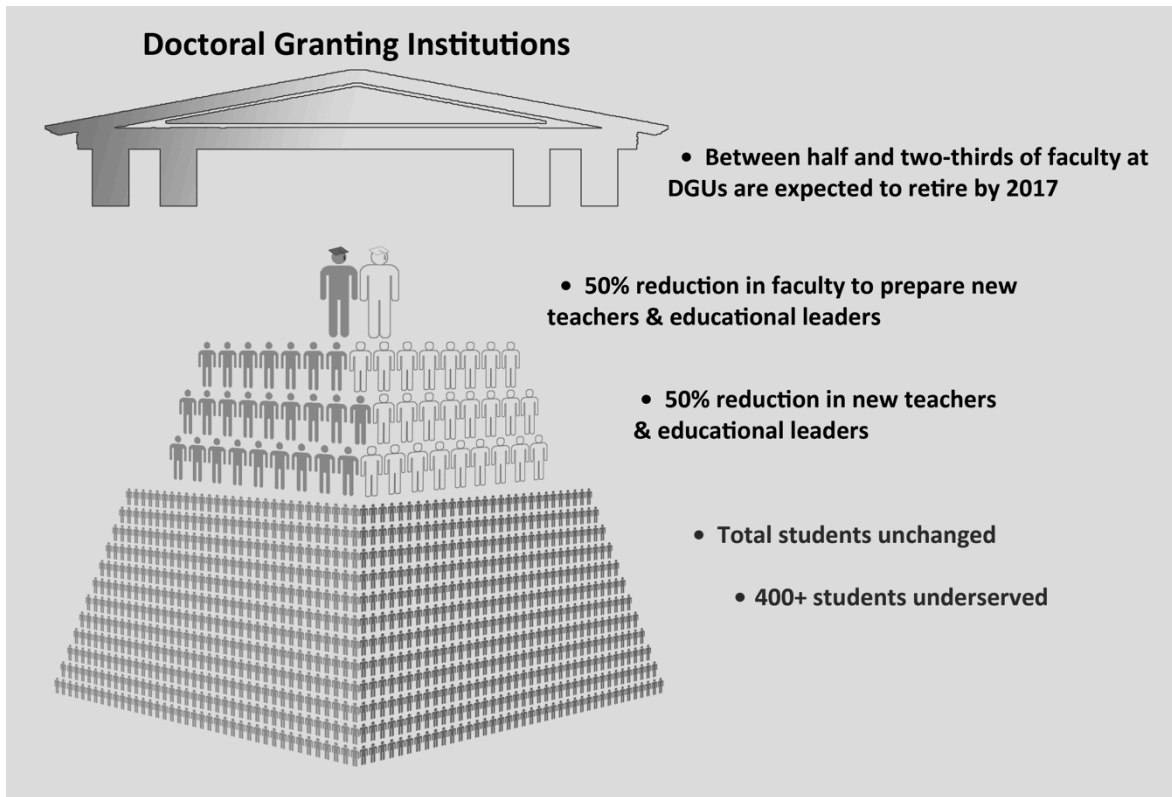 Doctoral Granting Institutions
• Between half and two-thirds of faculty at
DGUs are expected to retire by 2017
• 50% reduction in faculty to prepare new
teachers & educational leaders
• 50% reduction in new teachers
& educational leaders
• Total students unchanged
• 400+ students underserved